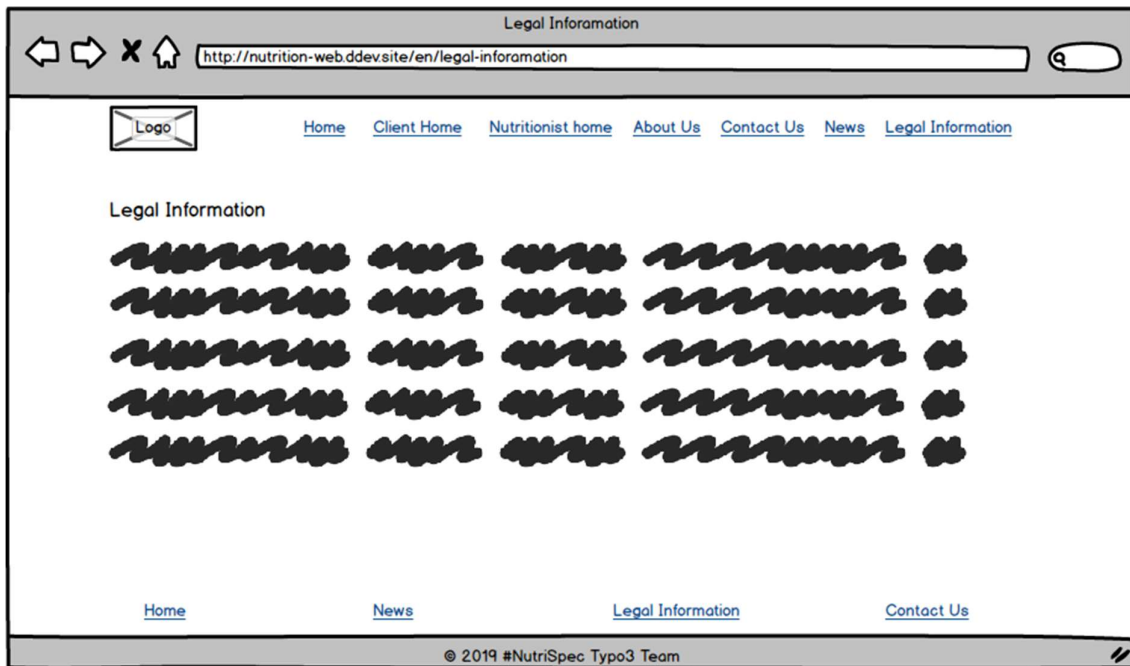 Legal Inforamation
http://nutrition-web.ddev.site/en/legal-inforamation
Logo Home Client Home Nutritionist home About Us Contact Us News Legal Information
Legal Information
Home News Legal Information Contact Us
© 2019 #NutriSpec Typo3 Team